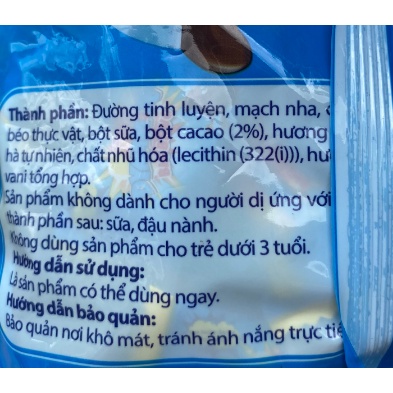 Thành phần: Đường tinh luyện, mạch nha,
béo thực vật, bột sữa, bột cacao (2%), hương
hà tự nhiên, chất nhũ hóa (lecithin (322(i))),
vani tổng hợp.
Sản phẩm không dành cho người dị ứng với
thành phần sau: sữa, đậu nành.
Không dùng sản phẩm cho trẻ dưới 3 tuổi.
Hướng dẫn sử dụng:
Là sản phẩm có thể dùng ngay.
Hướng dẫn bảo quản:
Bảo quản nơi khô mát, tránh ánh nắng trực